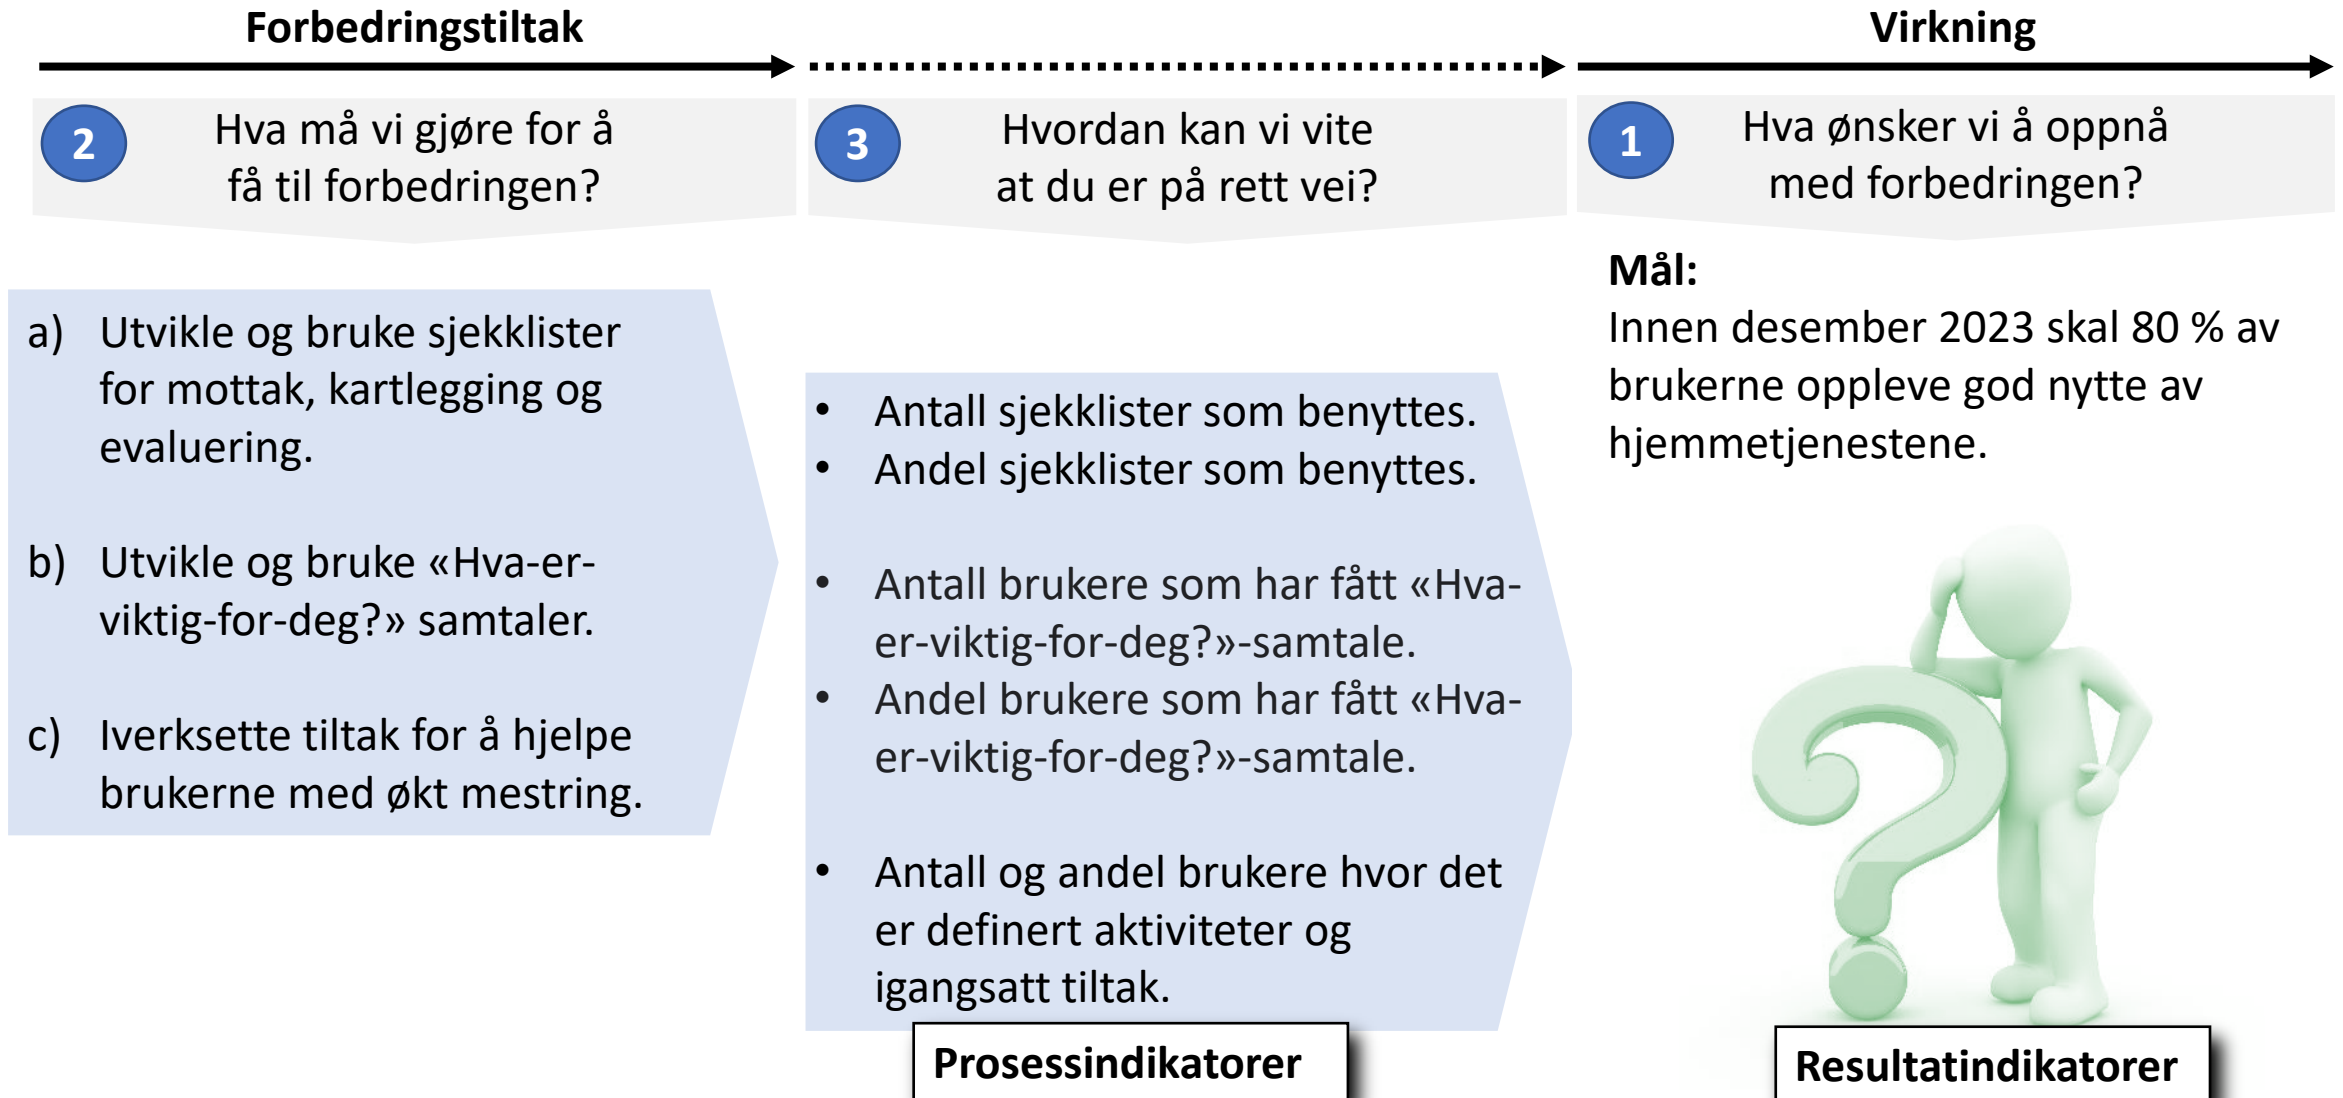 Forbedringstiltak
Virkning
2
Hva må vi gjøre for å
få til forbedringen?
3
Hvordan kan vi vite
at du er på rett vei?
1
Hva ønsker vi å oppnå
med forbedringen?
a) Utvikle og bruke sjekklister
for mottak, kartlegging og
evaluering.
b) Utvikle og bruke «Hva-er-
viktig-for-deg?» samtaler.
c) Iverksette tiltak for å hjelpe
brukerne med økt mestring.
• Antall sjekklister som benyttes.
• Andel sjekklister som benyttes.
• Antall brukere som har fått «Hva-
er-viktig-for-deg?»-samtale.
• Andel brukere som har fått «Hva-
er-viktig-for-deg?»-samtale.
• Antall og andel brukere hvor det
er definert aktiviteter og
igangsatt tiltak.
Prosessindikatorer
Mål:
Innen desember 2023 skal 80 % av
brukerne oppleve god nytte av
hjemmetjenestene.
?
Resultatindikatorer